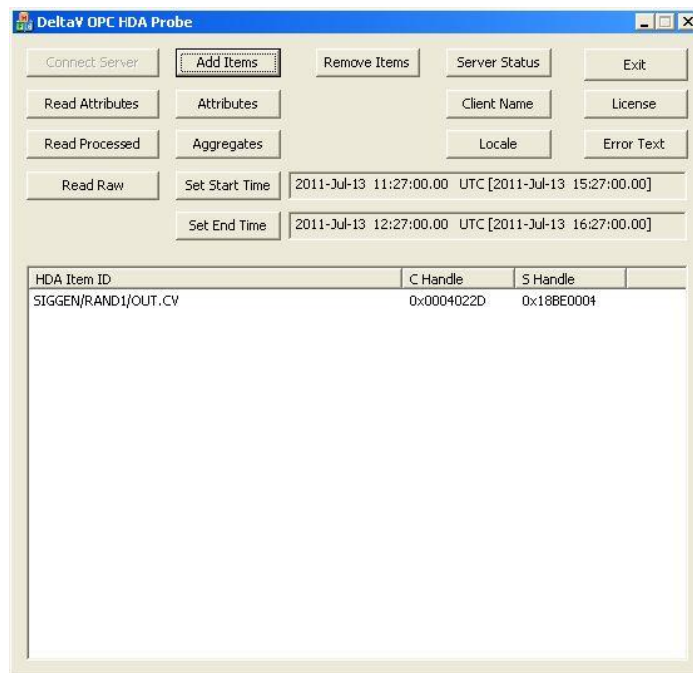 DeltaV OPC HDA Probe
Connect Server Add Items Remove Items Server Status Exit
Read Attributes Attributes Client Name License
Read Processed Aggregates Locale Error Text
Read Raw Set Start Time 2011-Jul-13 11:27:00.00 UTC [2011-Jul-13 15:27:00.00]
Set End Time 2011-Jul-13 12:27:00.00 UTC [2011-Jul-13 16:27:00.00]
HDA Item ID C Handle S Handle
SIGGEN/RAND1/OUT.CV 0x0004022D 0x18BE0004